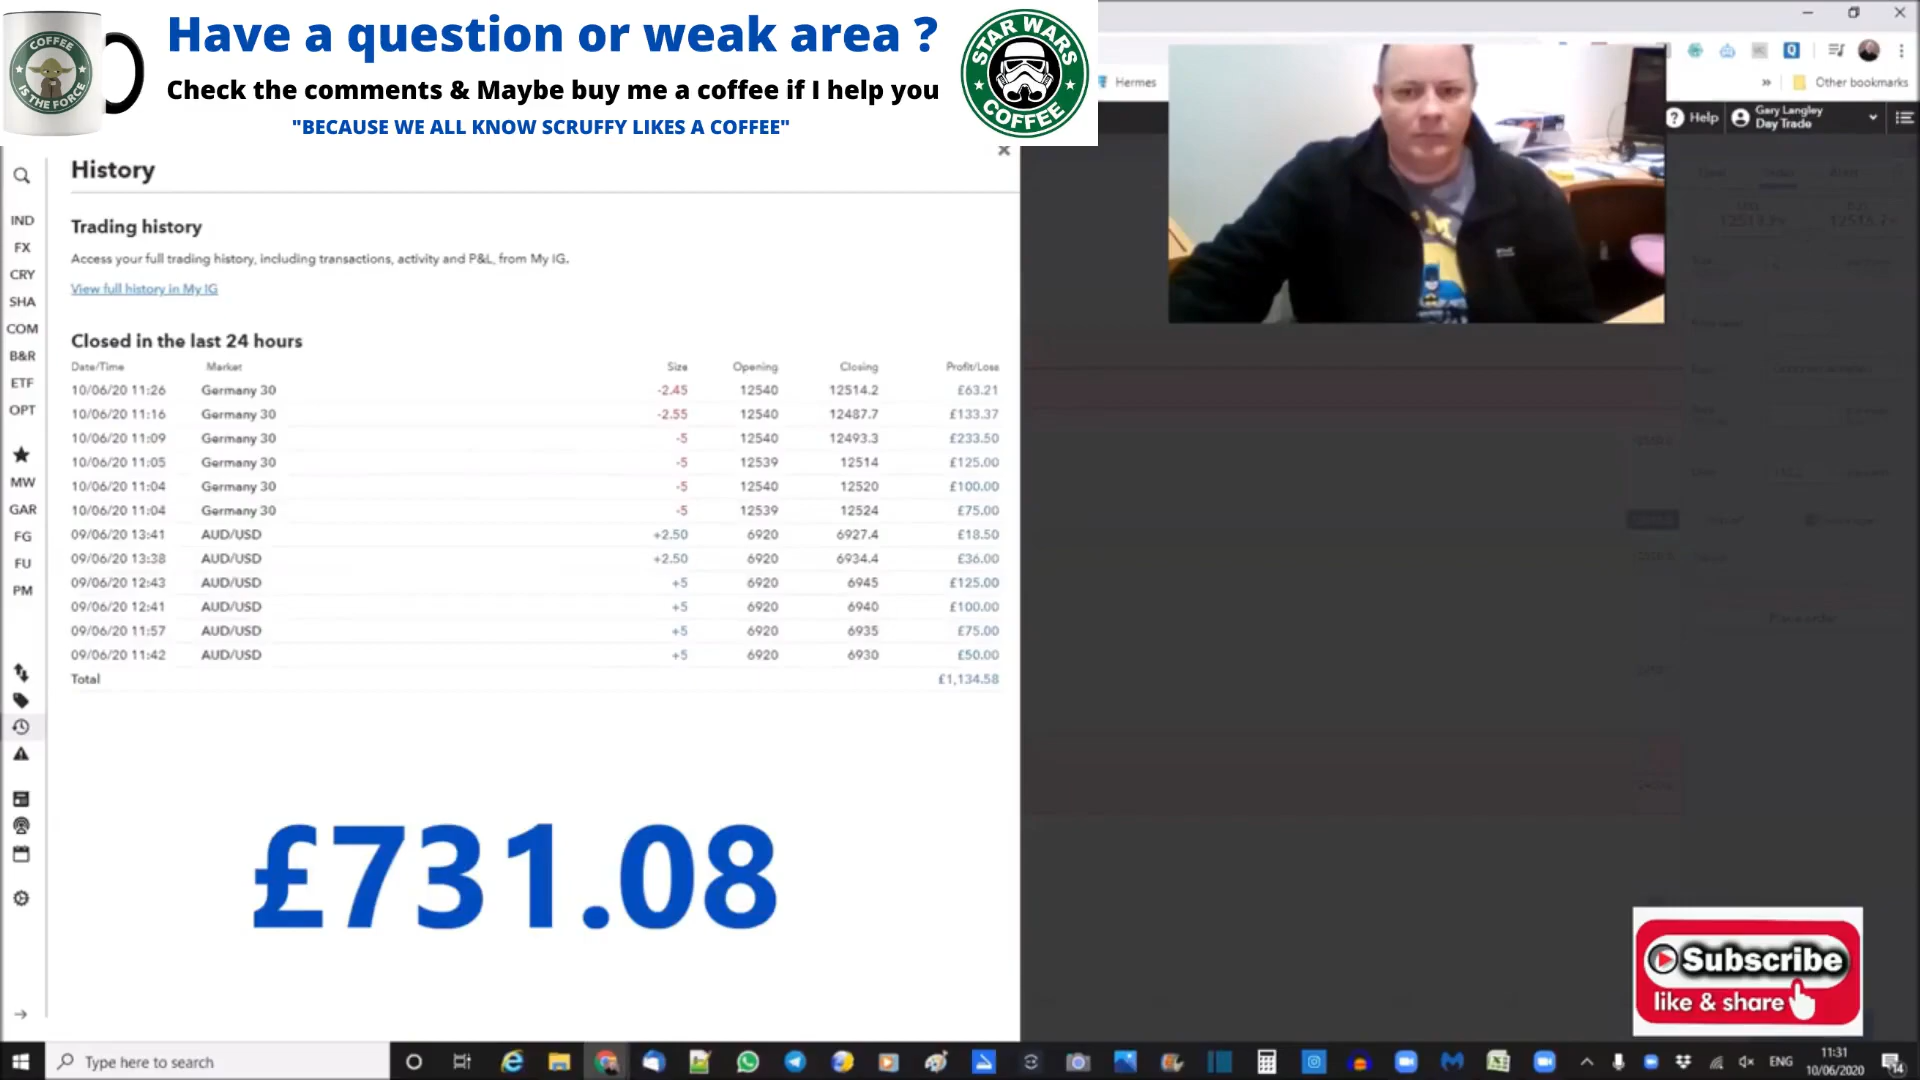 Have a question or weak area ?
Check the comments & Maybe buy me a coffee if I help you
"BECAUSE WE ALL KNOW SCRUFFY LIKES A COFFEE"
COFFEE
IS THE FORCE
STAR WARS
COFFEE
Hermes
Other bookmarks
Help
Gary Langley
Day Trade
History
Trading history
Access your full trading history, including transactions, activity and P&L, from My IG.
View full history in My IG
Closed in the last 24 hours
Date/Time Market Size Opening Closing Profit/Loss
10/06/20 11:26 Germany 30 -2.45 12540 12514.2 £63.21
10/06/20 11:16 Germany 30 -2.55 12540 12487.7 £133.37
10/06/20 11:09 Germany 30 -5 12540 12493.3 £233.50
10/06/20 11:05 Germany 30 -5 12539 12514 £125.00
10/06/20 11:04 Germany 30 -5 12540 12520 £100.00
10/06/20 11:04 Germany 30 -5 12539 12524 £75.00
09/06/20 13:41 AUD/USD +2.50 6920 6927.4 £18.50
09/06/20 13:38 AUD/USD +2.50 6920 6934.4 £36.00
09/06/20 12:43 AUD/USD +5 6920 6945 £125.00
09/06/20 12:41 AUD/USD +5 6920 6940 £100.00
09/06/20 11:57 AUD/USD +5 6920 6935 £75.00
09/06/20 11:42 AUD/USD +5 6920 6930 £50.00
Total £1,134.58
IND
FX
CRY
SHA
COM
B&R
ETF
OPT
MW
GAR
FG
FU
PM
£731.08
Subscribe
like & share
Type here to search
ENG
11:31
10/06/2020
14